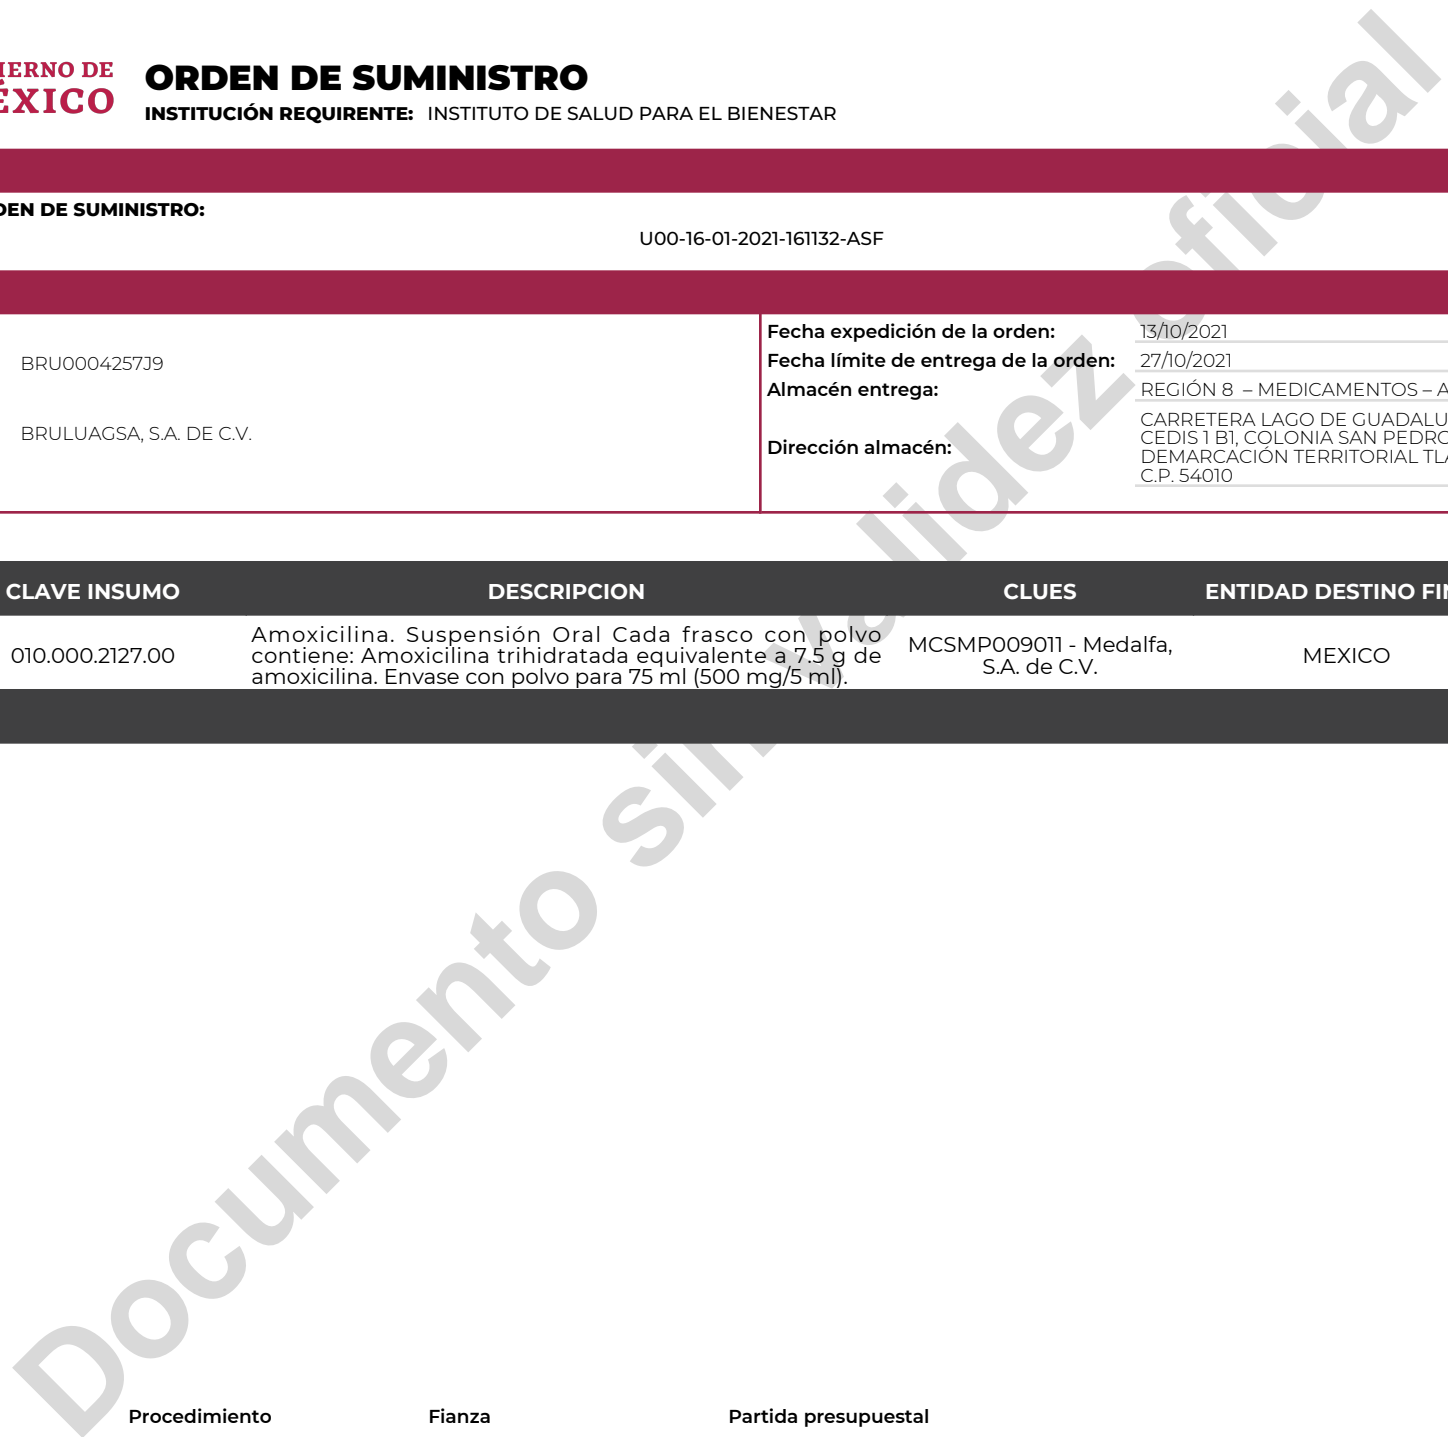 IERNO DE
ÉXICO
ORDEN DE SUMINISTRO
INSTITUCIÓN REQUIRENTE: INSTITUTO DE SALUD PARA EL BIENESTAR
DEN DE SUMINISTRO:
U00-16-01-2021-161132-ASF
BRU0004257J9
BRULUAGSA, S.A. DE C.V.
Fecha expedición de la orden: 13/10/2021
Fecha límite de entrega de la orden: 27/10/2021
Almacén entrega: REGIÓN 8 – MEDICAMENTOS – A
Dirección almacén:
CARRETERA LAGO DE GUADALU
CEDIS 1 B1, COLONIA SAN PEDRO
DEMARCACIÓN TERRITORIAL TLA
C.P. 54010
CLAVE INSUMO DESCRIPCION CLUES ENTIDAD DESTINO FIN
010.000.2127.00
Amoxicilina. Suspensión Oral Cada frasco con polvo
contiene: Amoxicilina trihidratada equivalente a 7.5 g de
amoxicilina. Envase con polvo para 75 ml (500 mg/5 ml).
MCSMP009011 - Medalfa,
S.A. de C.V.
MEXICO
Documento sin validez oficial
Procedimiento Fianza Partida presupuestal